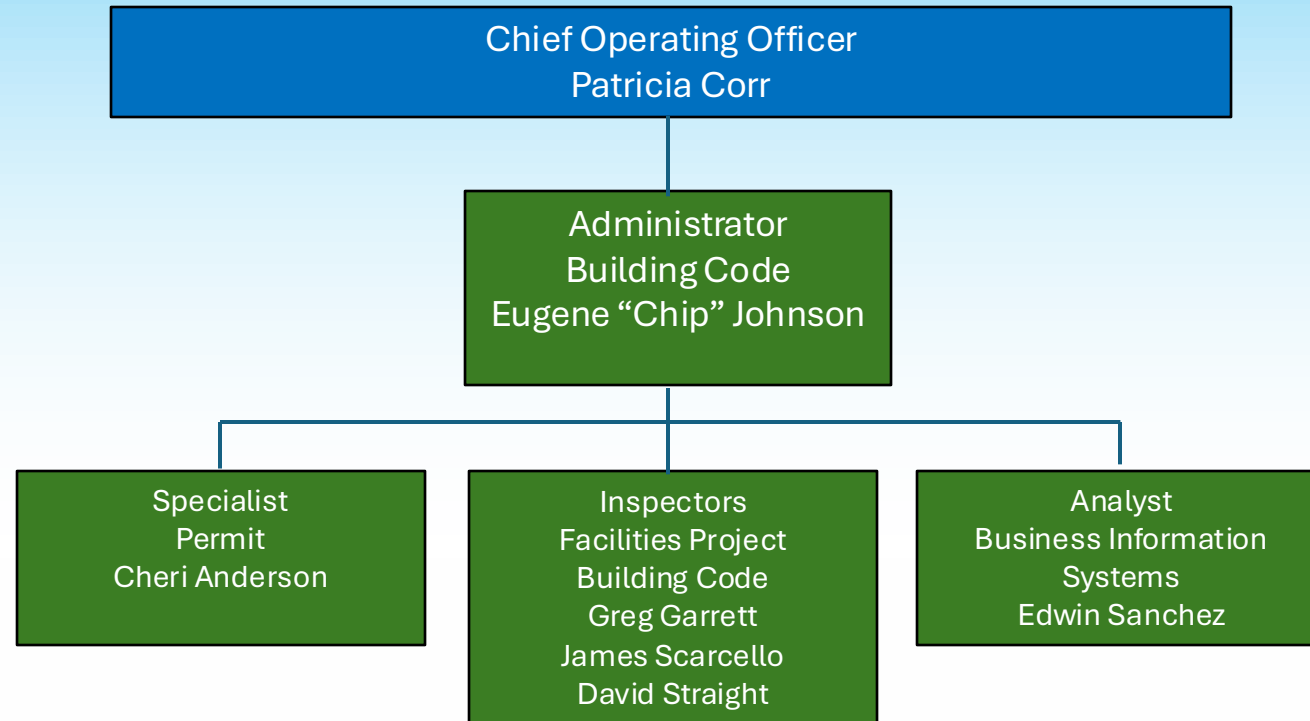 Chief Operating Officer
Patricia Corr
Administrator
Building Code
Eugene “Chip” Johnson
Specialist
Permit
Cheri Anderson
Inspectors
Facilities Project
Building Code
Greg Garrett
James Scarcello
David Straight
Analyst
Business Information
Systems
Edwin Sanchez